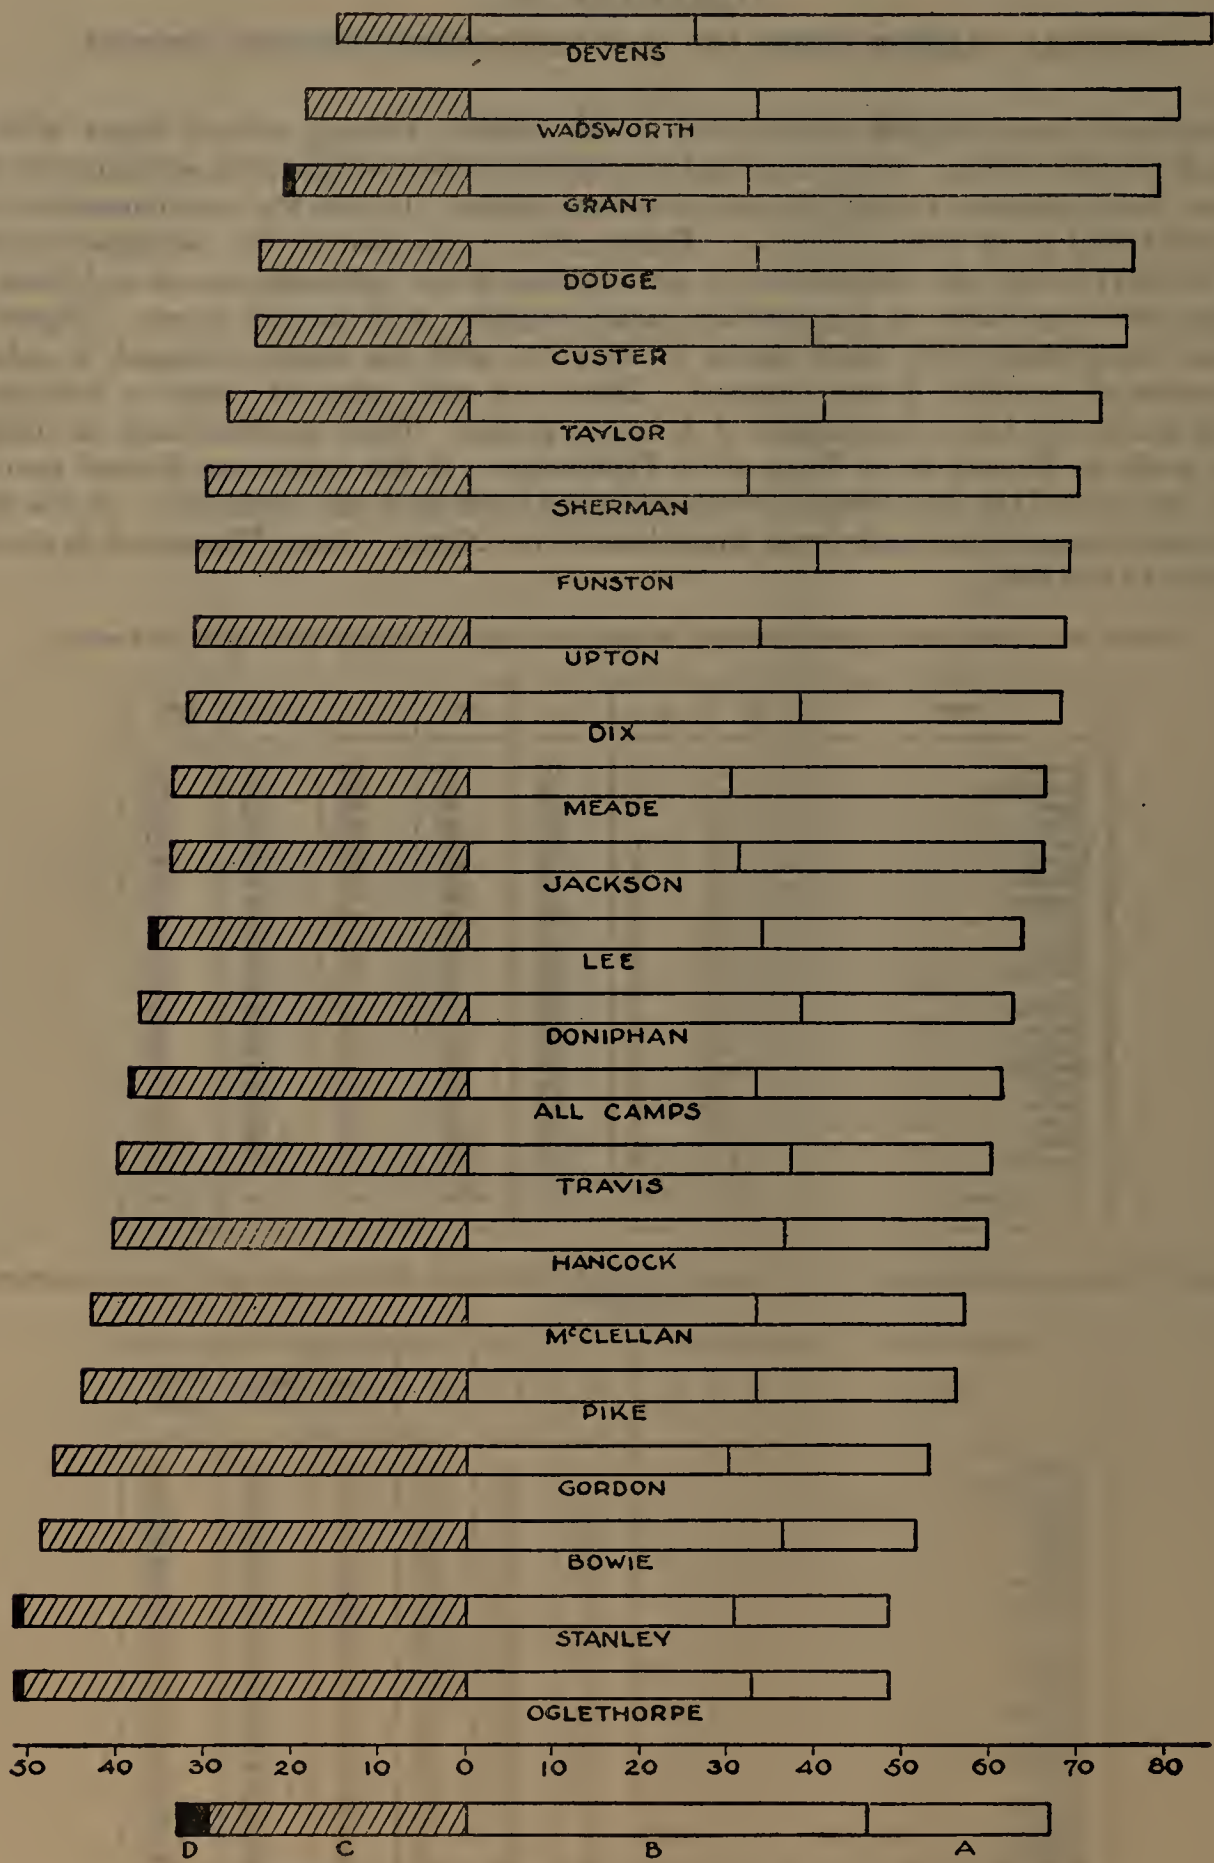 DEVENS
WADSWORTH
GRANT
DODGE
CUSTER
TAYLOR
SHERMAN
FUNSTON
UPTON
DIX
MEADE
JACKSON
LEE
DONIPHAN
ALL CAMPS
TRAVIS
HANCOCK
McCLELLAN
PIKE
GORDON
BOWIE
STANLEY
OGLETHORPE
50 40 30 20 0 10 20 30 40 50 60 70 80
D C B A